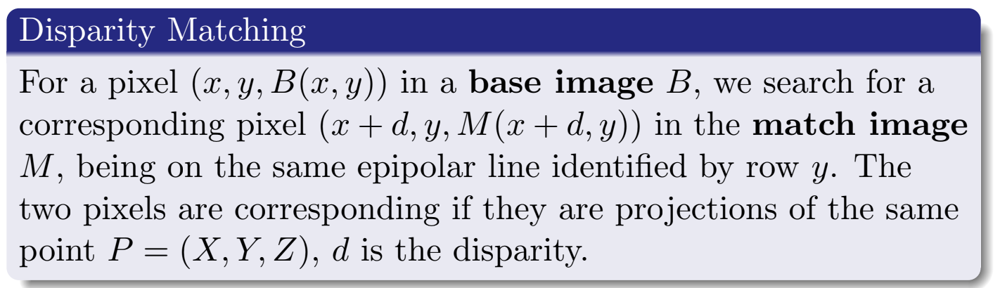 Disparity Matching
For a pixel (x, y, B(x, y)) in a base image B, we search for a
corresponding pixel (x + d, y, M(x + d, y)) in the match image
M, being on the same epipolar line identified by row y. The
two pixels are corresponding if they are projections of the same
point P = (X, Y, Z), d is the disparity.